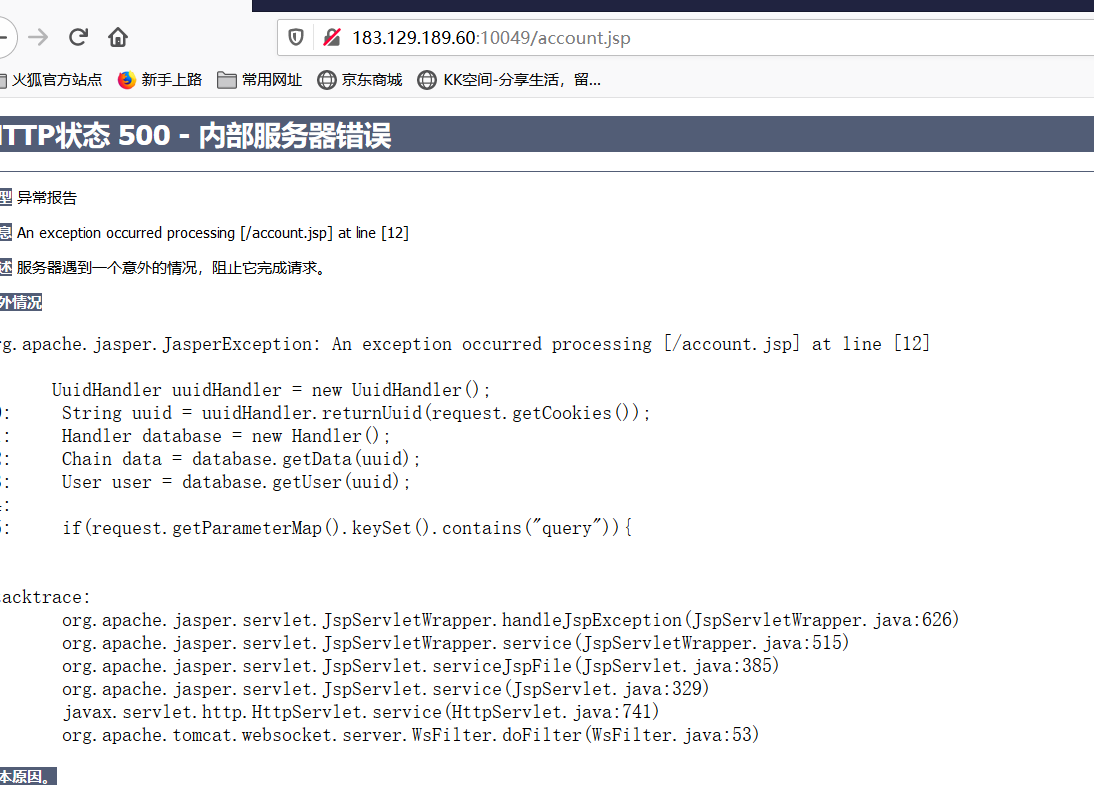 183.129.189.60:10049/account.jsp
火狐官方站点 新手上路 常用网址 京东商城 KK空间-分享生活，留...
TTP状态 500 - 内部服务器错误
型 异常报告
息 An exception occurred processing [/account.jsp] at line [12]
述 服务器遇到一个意外的情况，阻止它完成请求。
外情况
g.apache.jasper.JasperException: An exception occurred processing [/account.jsp] at line [12]
UuidHandler uuidHandler = new UuidHandler();
: String uuid = uuidHandler.returnUuid(request.getCookies());
: Handler database = new Handler();
: Chain data = database.getData(uuid);
: User user = database.getUser(uuid);
:
: if(request.getParameterMap().keySet().contains("query")){
acktrace:
org.apache.jasper.servlet.JspServletWrapper.handleJspException(JspServletWrapper.java:626)
org.apache.jasper.servlet.JspServletWrapper.service(JspServletWrapper.java:515)
org.apache.jasper.servlet.JspServlet.serviceJspFile(JspServlet.java:385)
org.apache.jasper.servlet.JspServlet.service(JspServlet.java:329)
javax.servlet.http.HttpServlet.service(HttpServlet.java:741)
org.apache.tomcat.websocket.server.WsFilter.doFilter(WsFilter.java:53)
本原因。